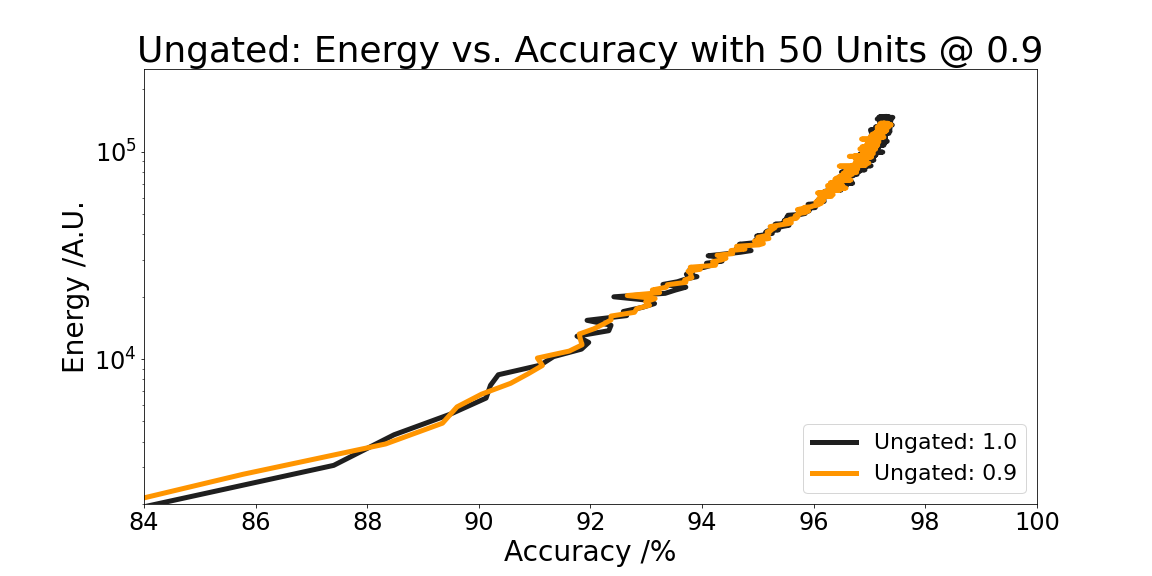 Ungated: Energy vs. Accuracy with 50 Units @ 0.9
Energy /A.U.
10^5
10^4
Ungated: 1.0
Ungated: 0.9
84 86 88 90 92 94 96 98 100
Accuracy /%